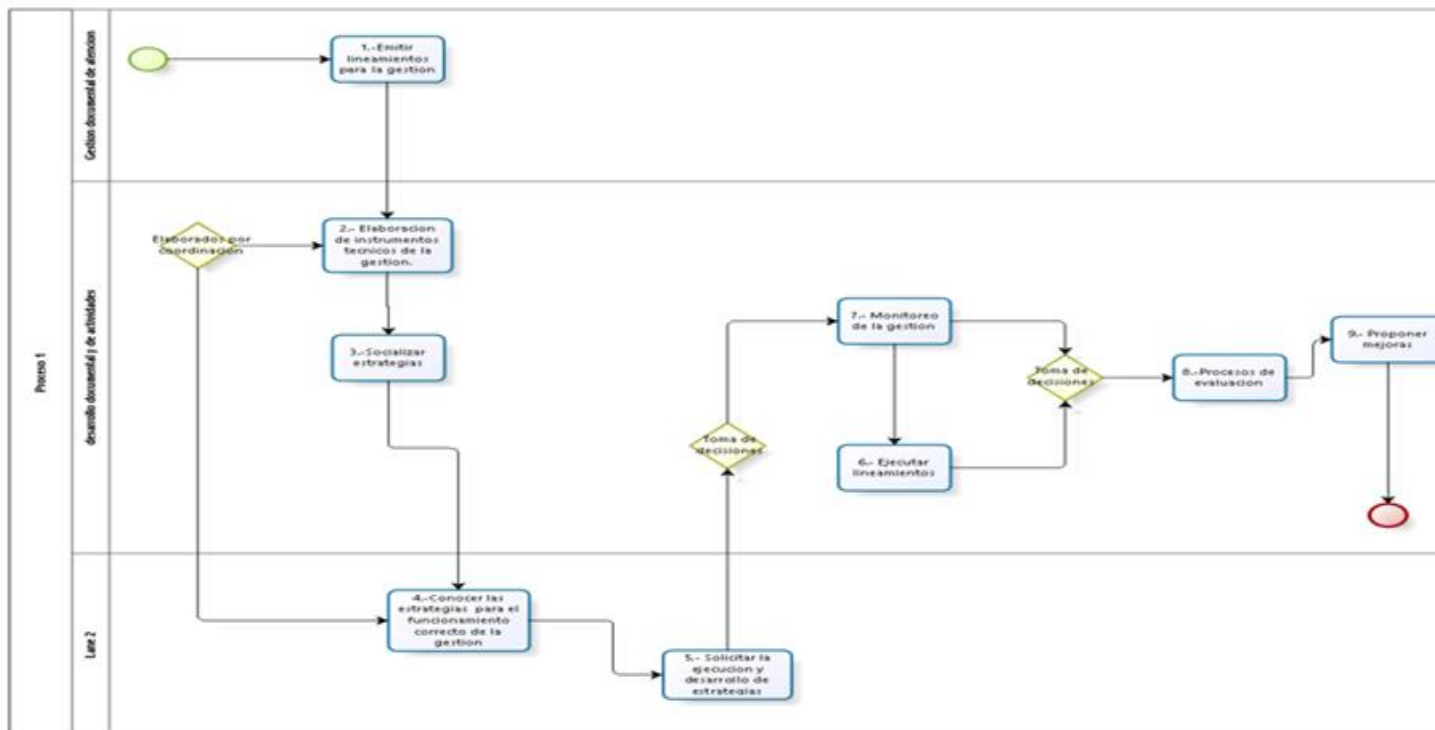 Proceso 1
Gestion documental de atencion
1.-Emitir
lineamientos
para la gestion
desarrollo documental y de actividades
Elaborados por
coordinacion
2.- Elaboracion
de instrumentos
tecnicos de la
gestion.
3.-Socializar
estrategias
Toma de
decisiones
7.- Monitoreo
de la gestion
6.- Ejecutar
lineamientos
Toma de
decisiones
8.-Procesos de
evaluacion
9.- Proponer
mejoras
Lane 2
4.-Conocer las
estrategias para el
funcionamiento
correcto de la
gestion
5.- Solicitar la
ejecucion y
desarrollo de
estrategias